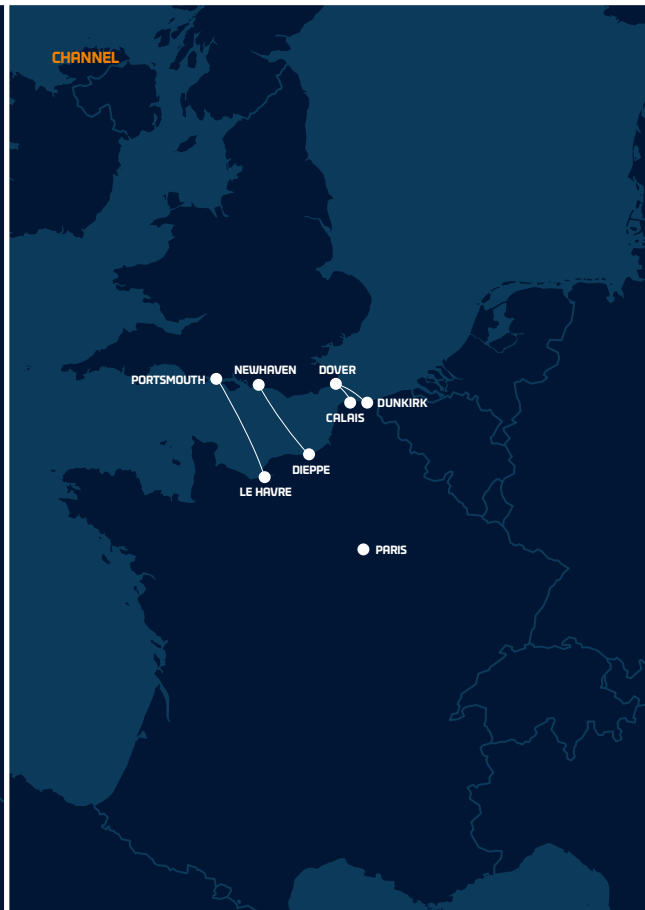 CHANNEL
NEWHAVEN
DOVER
PORTSMOUTH
DUNKIRK
CALAIS
DIEPPE
LE HAVRE
PARIS